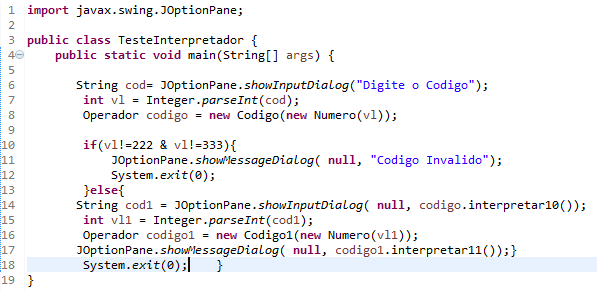 1 import javax.swing.JOptionPane;
2
3 public class TesteInterpretador {
4 public static void main(String[] args) {
5
6 String cod= JOptionPane.showInputDialog("Digite o Codigo");
7 int vl = Integer.parseInt(cod);
8 Operador codigo = new Codigo(new Numero(vl));
9
10 if(vl!=222 & vl!=333){
11 JOptionPane.showMessageDialog( null, "Codigo Invalido");
12 System.exit(0);
13 }else{
14 String cod1 = JOptionPane.showInputDialog( null, codigo.interpretar10());
15 int vl1 = Integer.parseInt(cod1);
16 Operador codigo1 = new Codigo1(new Numero(vl1));
17 JOptionPane.showMessageDialog( null, codigo1.interpretar11());}
18 System.exit(0); }
19 }